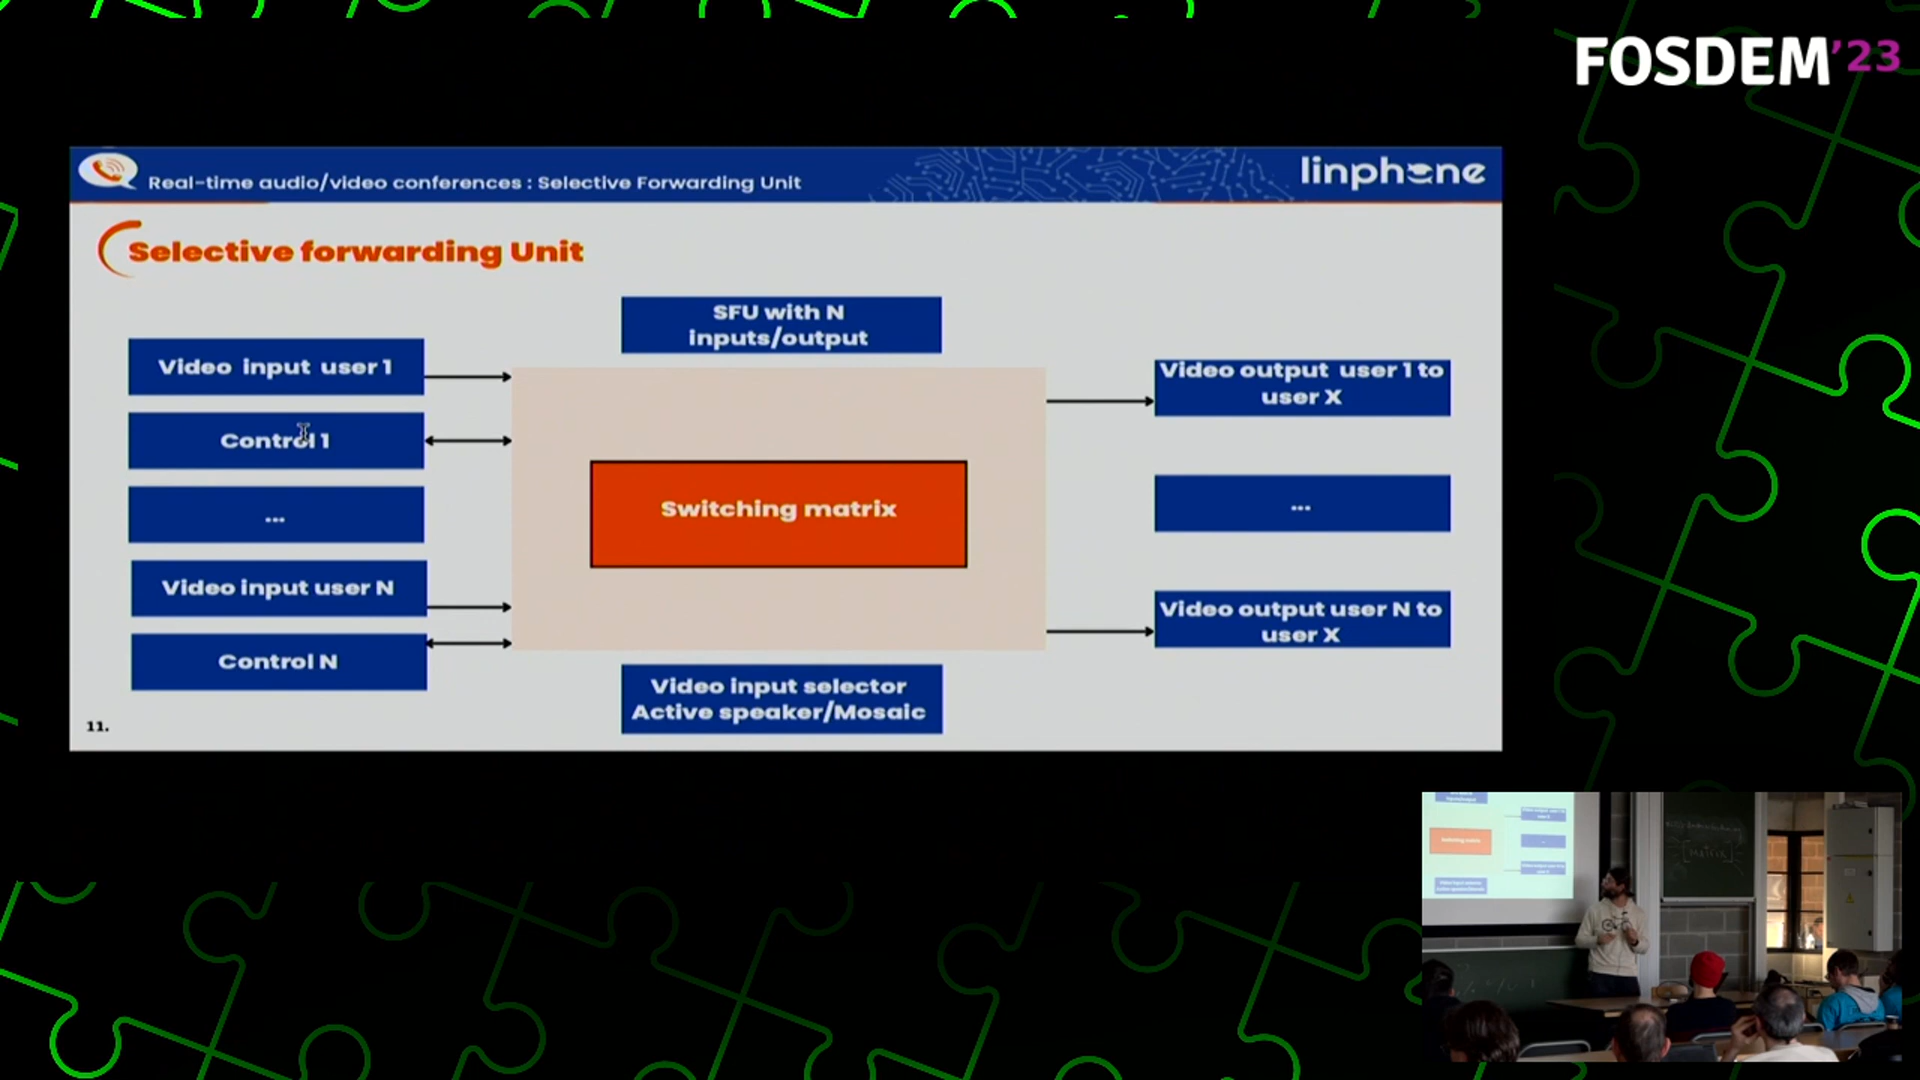 FOSDEM'23
Real-time audio/video conferences : Selective Forwarding Unit
linphone
Selective forwarding Unit
SFU with N
inputs/output
Video input user 1
Control 1
...
Video input user N
Control N
Switching matrix
Video input selector
Active speaker/Mosaic
Video output user 1 to
user X
...
Video output user N to
user X
11.